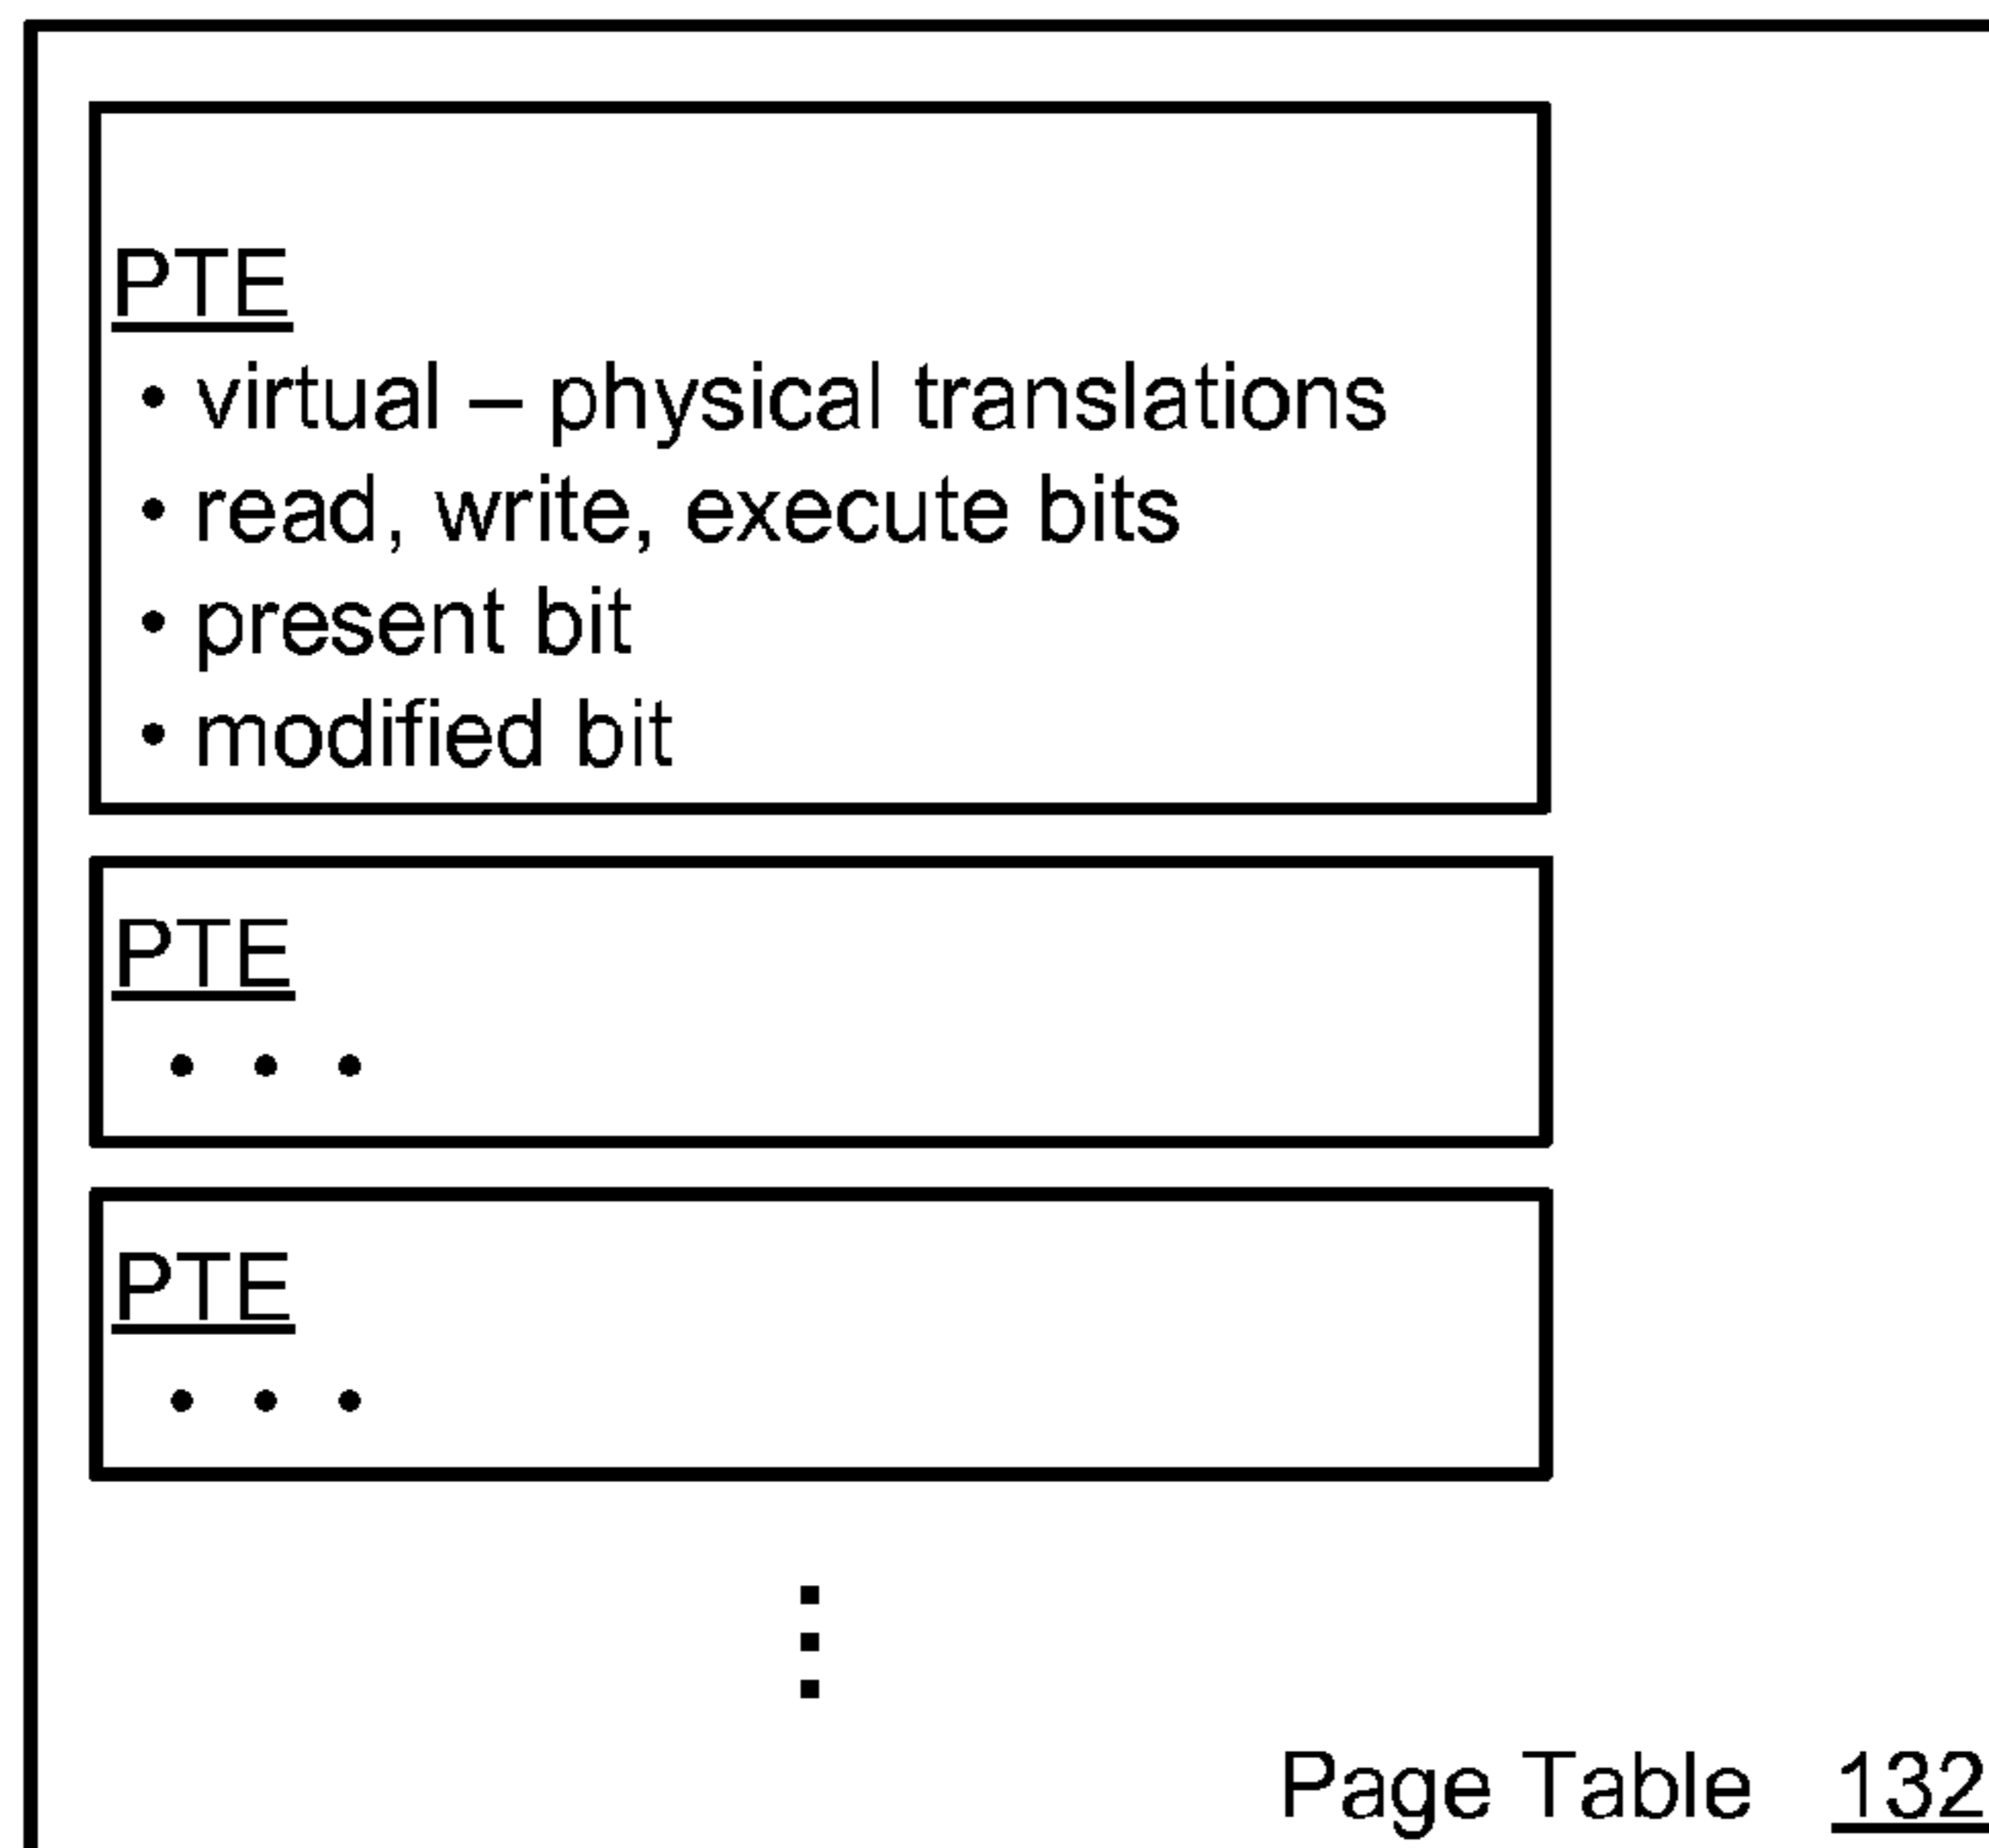 PTE
• virtual – physical translations
• read, write, execute bits
• present bit
• modified bit
PTE
• • •
PTE
• • •
Page Table 132